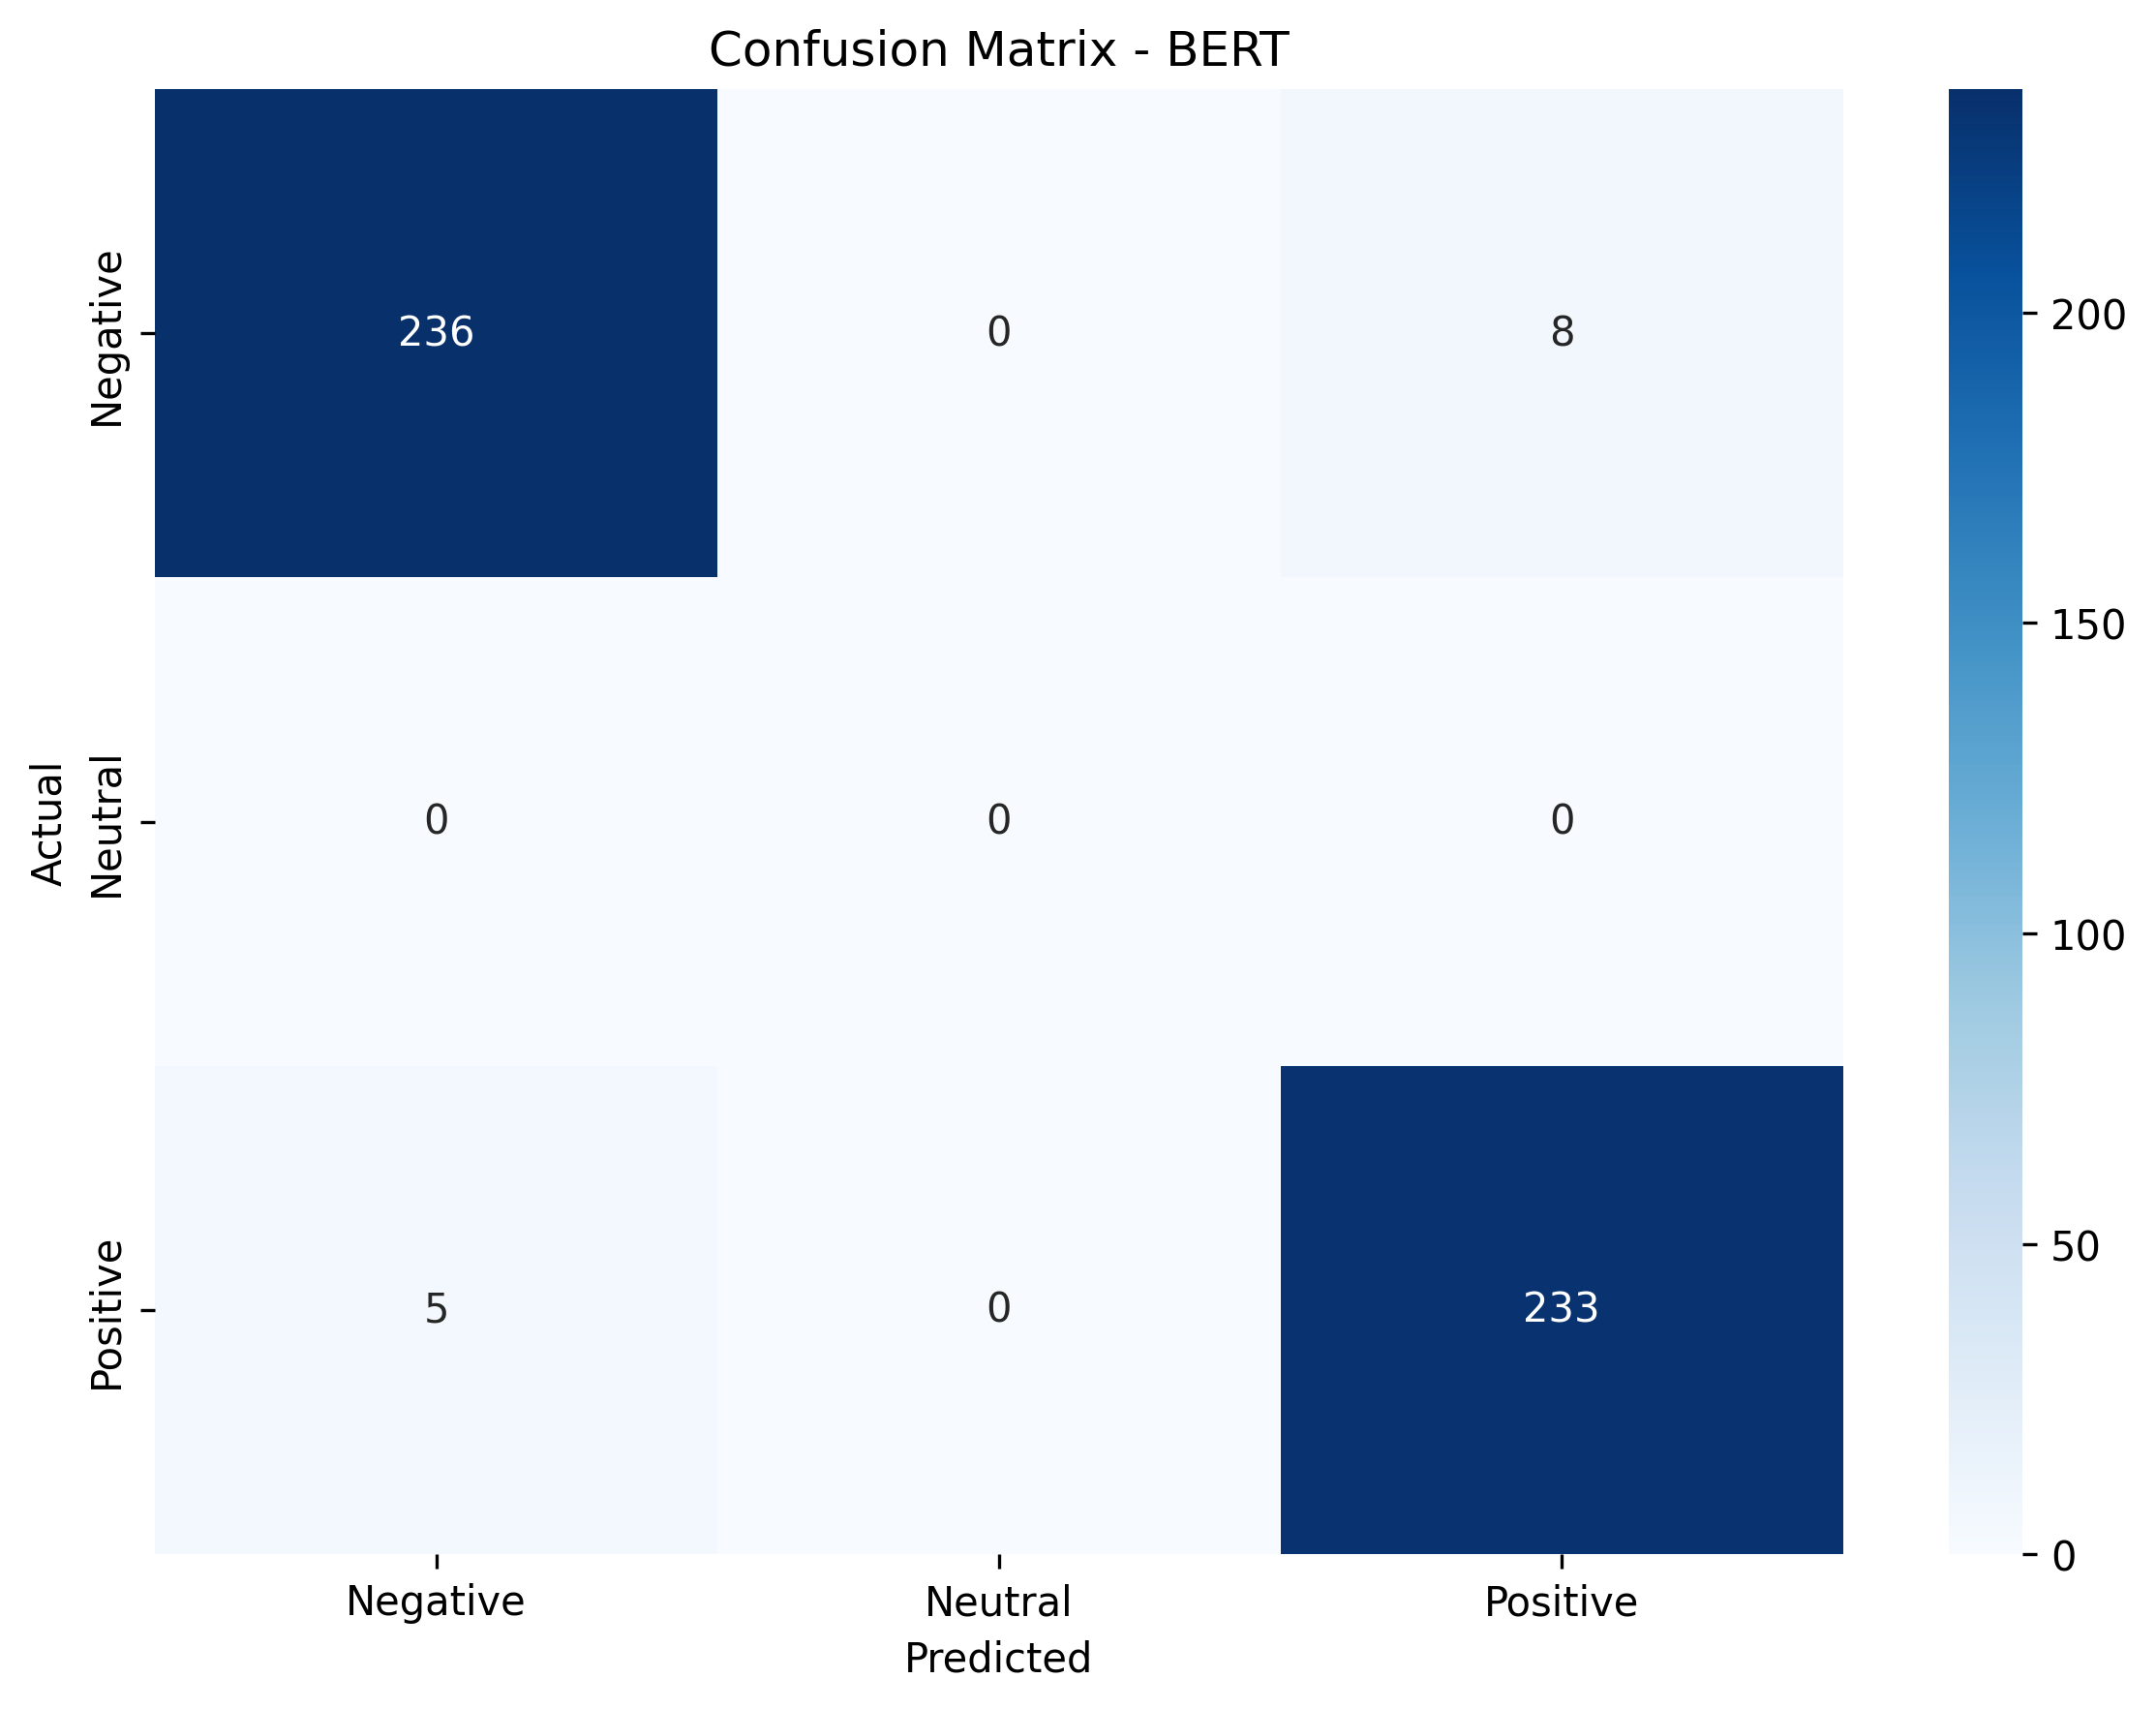 Confusion Matrix - BERT
Actual
Negative
236 0 8
Neutral
0 0 0
Positive
5 0 233
Negative Neutral Positive
Predicted
200
150
100
50
0